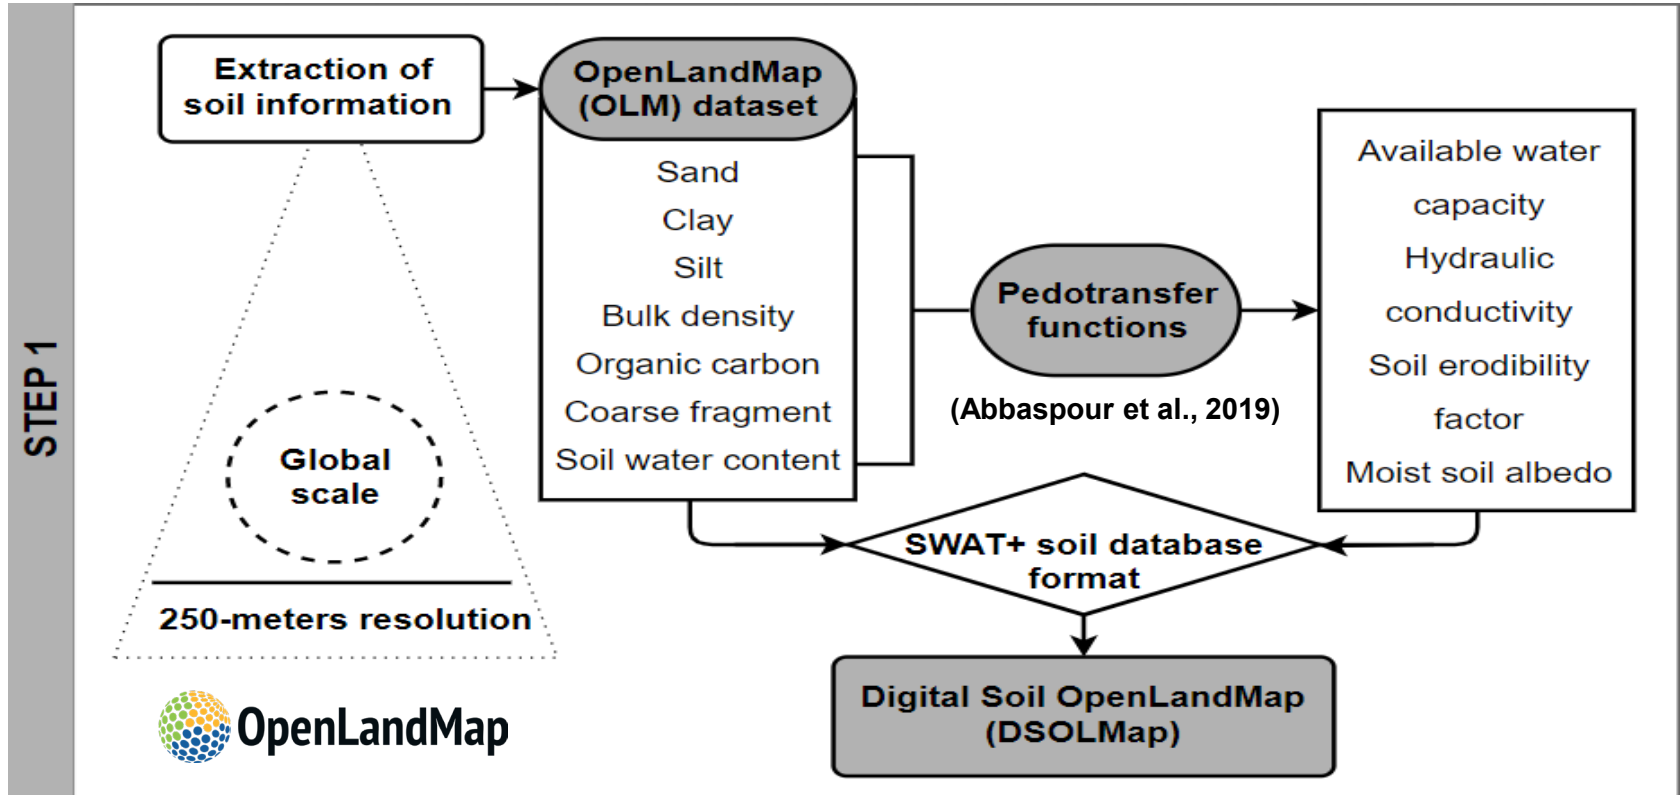 STEP 1
Extraction of
soil information
Global
scale
250-meters resolution
OpenLandMap
OpenLandMap
(OLM) dataset
Sand
Clay
Silt
Bulk density
Organic carbon
Coarse fragment
Soil water content
Pedotransfer
functions
(Abbaspour et al., 2019)
Available water
capacity
Hydraulic
conductivity
Soil erodibility
factor
Moist soil albedo
SWAT+ soil database
format
Digital Soil OpenLandMap
(DSOLMap)